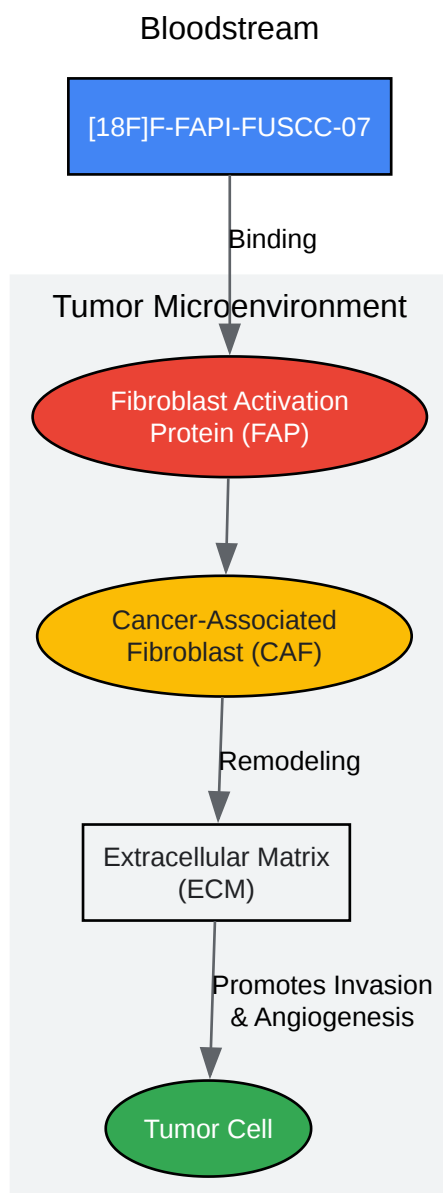 Bloodstream
[18F]F-FAPI-FUSCC-07
Binding
Tumor Microenvironment
Fibroblast Activation
Protein (FAP)
Cancer-Associated
Fibroblast (CAF)
Remodeling
Extracellular Matrix
(ECM)
Promotes Invasion
& Angiogenesis
Tumor Cell